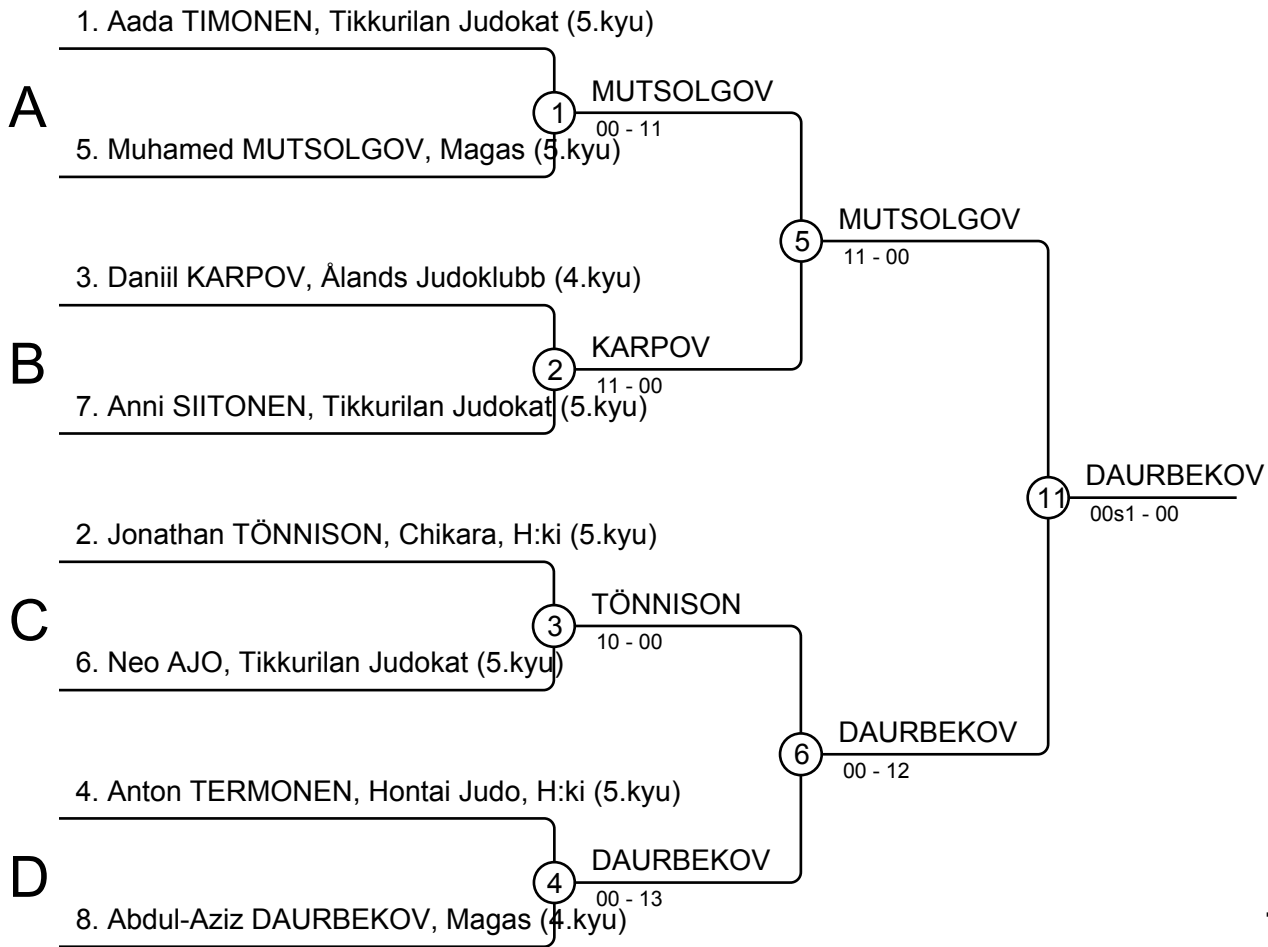 1. Aada TIMONEN, Tikkurilan Judokat (5.kyu)
A
1
MUTSOLGOV
00 - 11
5. Muhamed MUTSOLGOV, Magas (5.kyu)
5
MUTSOLGOV
11 - 00
3. Daniil KARPOV, Ålands Judoklubb (4.kyu)
B
2
KARPOV
11 - 00
7. Anni SIITONEN, Tikkurilan Judokat (5.kyu)
11
DAURBEKOV
00s1 - 00
2. Jonathan TÖNNISON, Chikara, H:ki (5.kyu)
C
3
TÖNNISON
10 - 00
6. Neo AJO, Tikkurilan Judokat (5.kyu)
6
DAURBEKOV
00 - 12
4. Anton TERMONEN, Hontai Judo, H:ki (5.kyu)
D
4
DAURBEKOV
00 - 13
8. Abdul-Aziz DAURBEKOV, Magas (4.kyu)